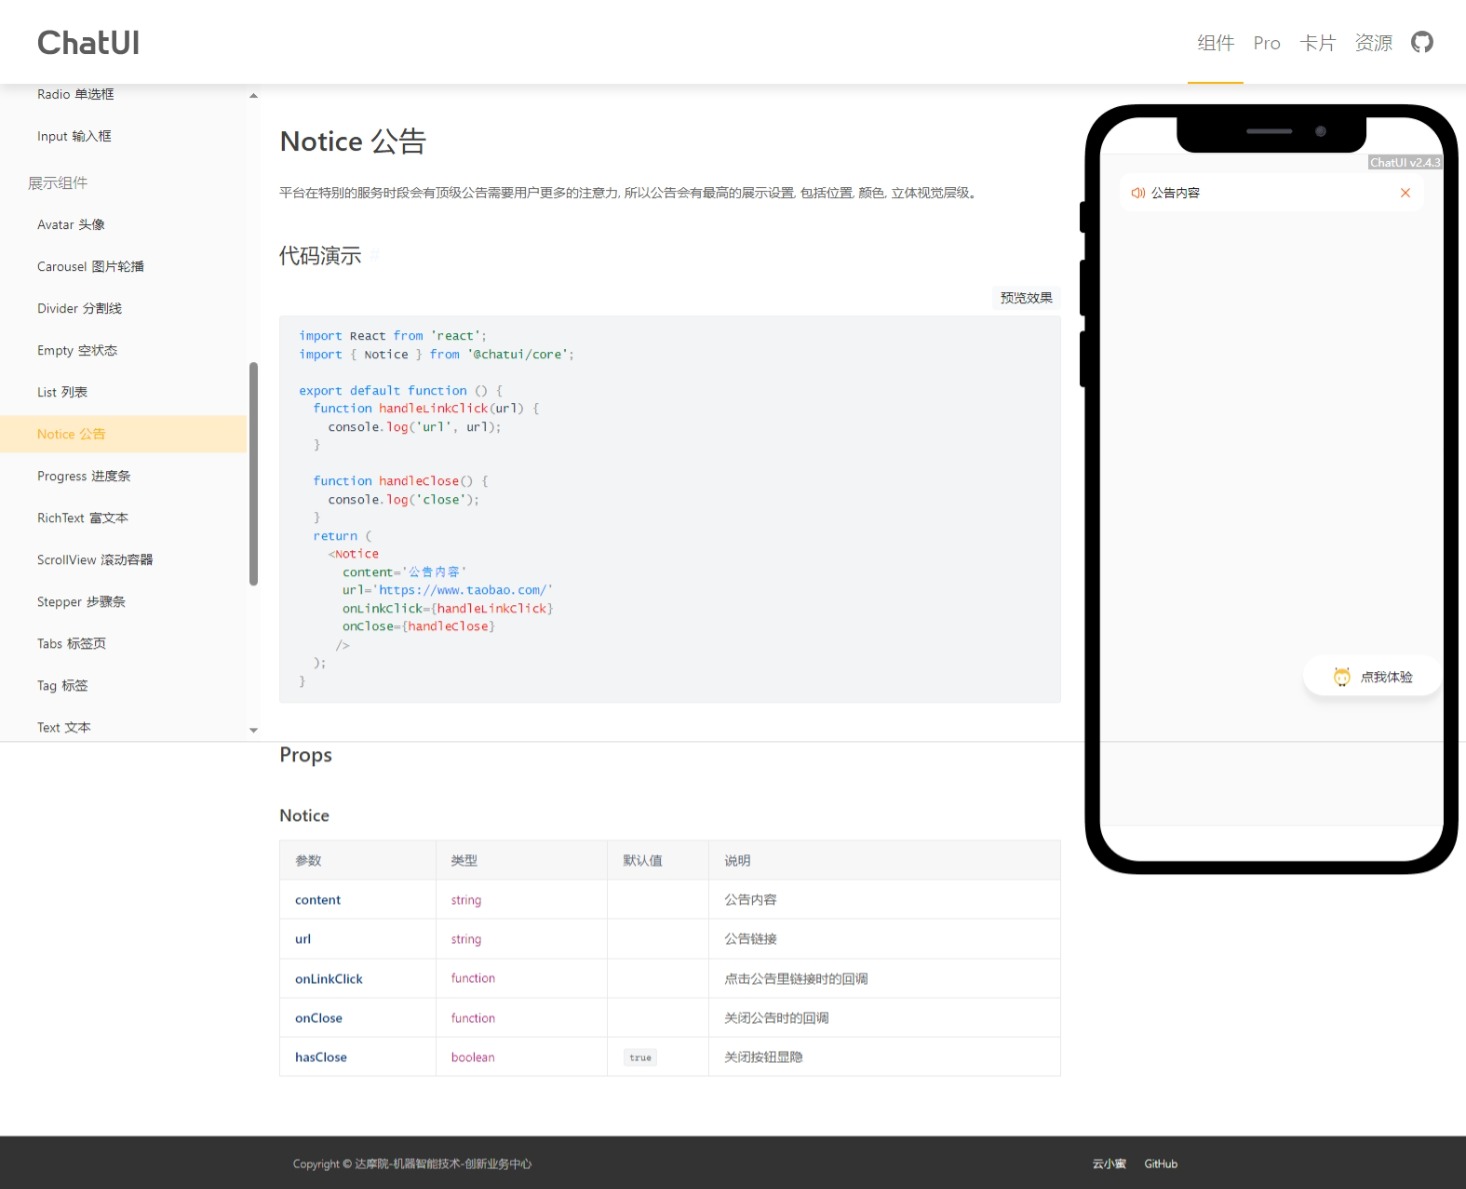 ChatUI
组件 Pro 卡片 资源
Radio 单选框
Input 输入框
展示组件
Avatar 头像
Carousel 图片轮播
Divider 分割线
Empty 空状态
List 列表
Notice 公告
Progress 进度条
RichText 富文本
ScrollView 滚动容器
Stepper 步骤条
Tabs 标签页
Tag 标签
Text 文本
Notice 公告
平台在特别的服务时段会有顶级公告需要用户更多的注意力, 所以公告会有最高的展示设置, 包括位置, 颜色, 立体视觉层级。
代码演示 #
预览效果
import React from 'react';
import { Notice } from '@chatui/core';
export default function () {
function handleLinkClick(url) {
console.log('url', url);
}
function handleClose() {
console.log('close');
}
return (
<Notice
content='公告内容'
url='https://www.taobao.com/'
onLinkClick={handleLinkClick}
onClose={handleClose}
/>
);
}
Props
Notice
参数 类型 默认值 说明
content string 公告内容
url string 公告链接
onLinkClick function 点击公告里链接时的回调
onClose function 关闭公告时的回调
hasClose boolean true 关闭按钮显隐
ChatUI v2.4.3
公告内容
点我体验
Copyright © 达摩院-机器智能技术-创新业务中心
云小蜜 GitHub